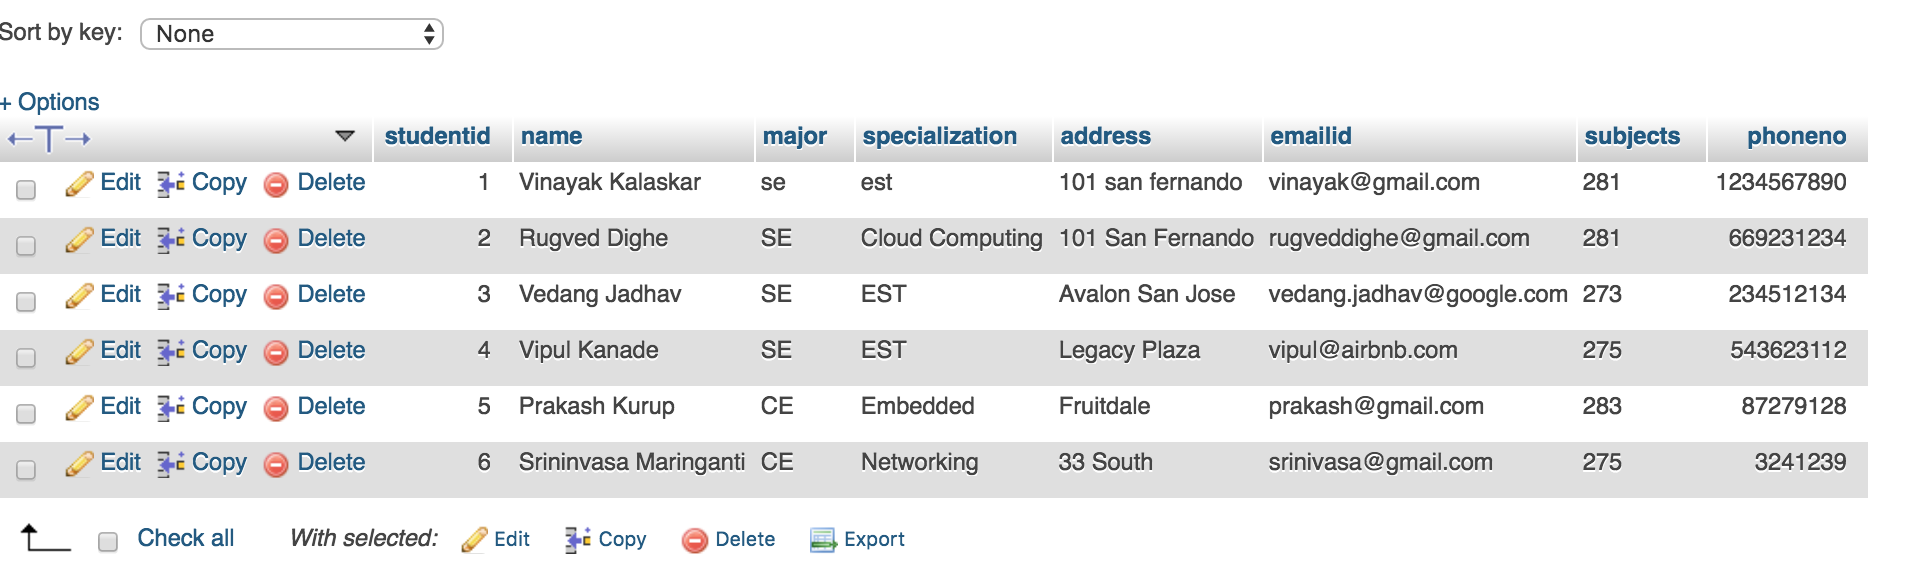 Sort by key: None
+ Options
←T→ studentid name major specialization address emailid subjects phoneno
Edit Copy Delete 1 Vinayak Kalaskar se est 101 san fernando vinayak@gmail.com 281 1234567890
Edit Copy Delete 2 Rugved Dighe SE Cloud Computing 101 San Fernando rugveddighe@gmail.com 281 669231234
Edit Copy Delete 3 Vedang Jadhav SE EST Avalon San Jose vedang.jadhav@google.com 273 234512134
Edit Copy Delete 4 Vipul Kanade SE EST Legacy Plaza vipul@airbnb.com 275 543623112
Edit Copy Delete 5 Prakash Kurup CE Embedded Fruitdale prakash@gmail.com 283 87279128
Edit Copy Delete 6 Srininvasa Maringanti CE Networking 33 South srinivasa@gmail.com 275 3241239
Check all With selected: Edit Copy Delete Export